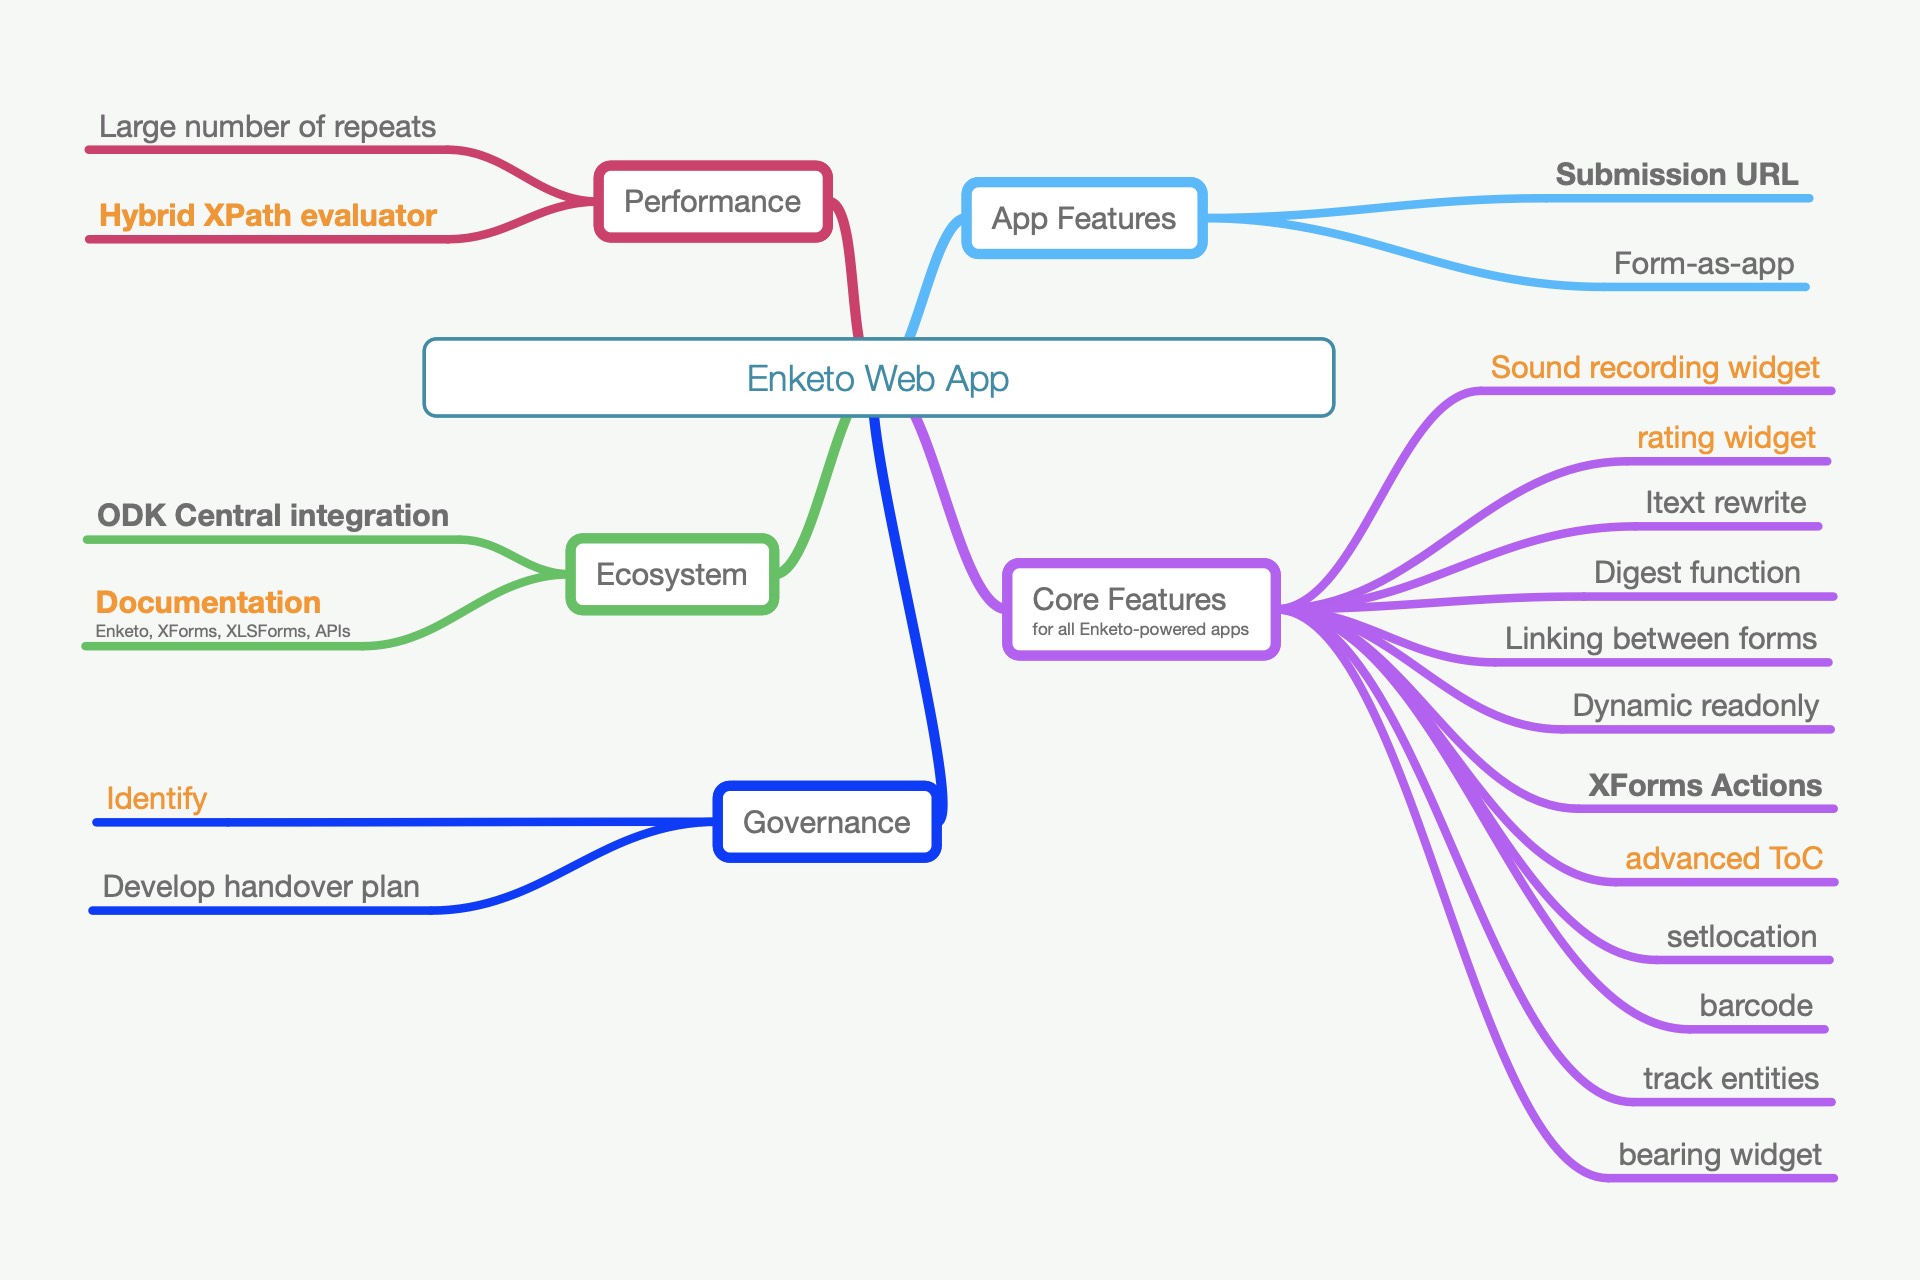 Large number of repeats
Hybrid XPath evaluator
Performance
App Features
Submission URL
Form-as-app
Enketo Web App
ODK Central integration
Documentation
Enketo, XForms, XLSForms, APIs
Ecosystem
Core Features
for all Enketo-powered apps
Sound recording widget
rating widget
Itext rewrite
Digest function
Linking between forms
Dynamic readonly
XForms Actions
advanced ToC
setlocation
barcode
track entities
bearing widget
Identify
Develop handover plan
Governance